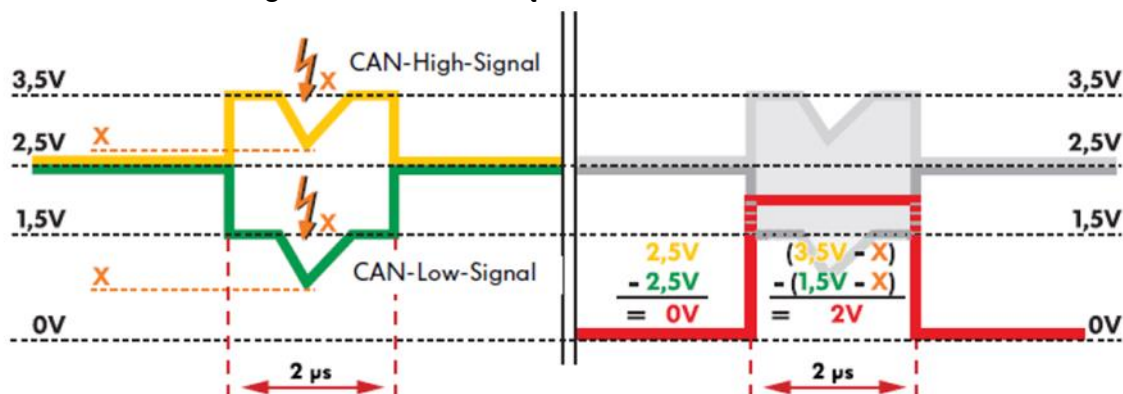 CAN-High-Signal
X
3,5V
3,5V
X
2,5V
2,5V
X
1,5V
1,5V
2,5V
(3,5V - X)
- 2,5V
- (1,5V - X)
= 0V
= 2V
CAN-Low-Signal
X
0V
0V
2 µs
2 µs